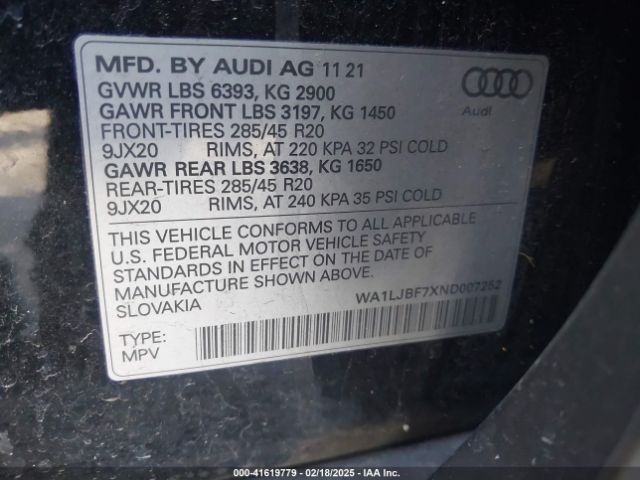 MFD. BY AUDI AG 11 21
GVWR LBS 6393, KG 2900
GAWR FRONT LBS 3197, KG 1450
FRONT-TIRES 285/45 R20
9JX20 RIMS, AT 220 KPA 32 PSI COLD
GAWR REAR LBS 3638, KG 1650
REAR-TIRES 285/45 R20
9JX20 RIMS, AT 240 KPA 35 PSI COLD
Audi
THIS VEHICLE CONFORMS TO ALL APPLICABLE
U.S. FEDERAL MOTOR VEHICLE SAFETY
STANDARDS IN EFFECT ON THE DATE OF
MANUFACTURE SHOWN ABOVE.
SLOVAKIA
WA1LJBF7XND007252
TYPE:
MPV
000-41619779 - 02/18/2025 - IAA Inc.